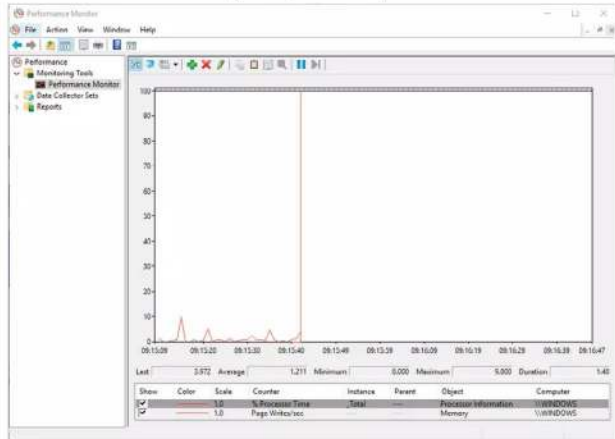 Performance Monitor
File Action View Window Help
Performance
Monitoring Tools
Performance Monitor
Data Collector Sets
Reports
100
90
80
70
60
50
40
30
20
10
0
09:15:09 09:15:20 09:15:30 09:15:40 09:15:49 09:15:59 09:16:09 09:16:19 09:16:29 09:16:39 09:16:47
Last 3.972 Average 1.211 Minimum 0.000 Maximum 9.000 Duration 1:40
Show Color Scale Counter Instance Parent Object Computer
1.0 % Processor Time _Total --- Processor Information \\WINDOWS
1.0 Page Writes/sec --- Memory \\WINDOWS